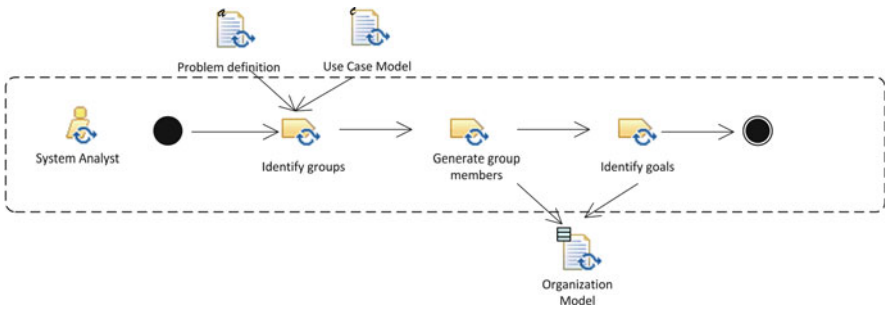 a
c
Problem definition
Use Case Model
System Analyst
Identify groups
Generate group
members
Identify goals
Organization
Model